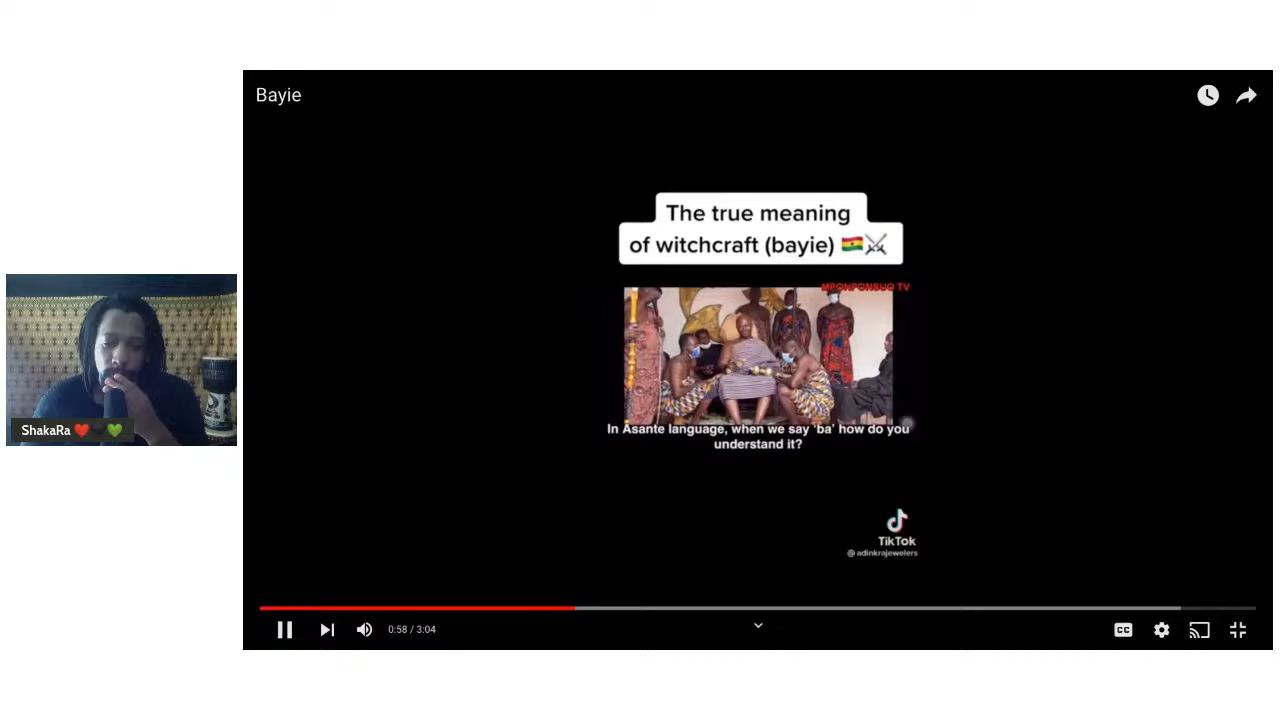 Bayie
The true meaning
of witchcraft (bayie)
MPONPONSUO TV
In Asante language, when we say 'ba' how do you
understand it?
TikTok
@adinkrajewelers
ShakaRa
0:58 / 3:04
CC